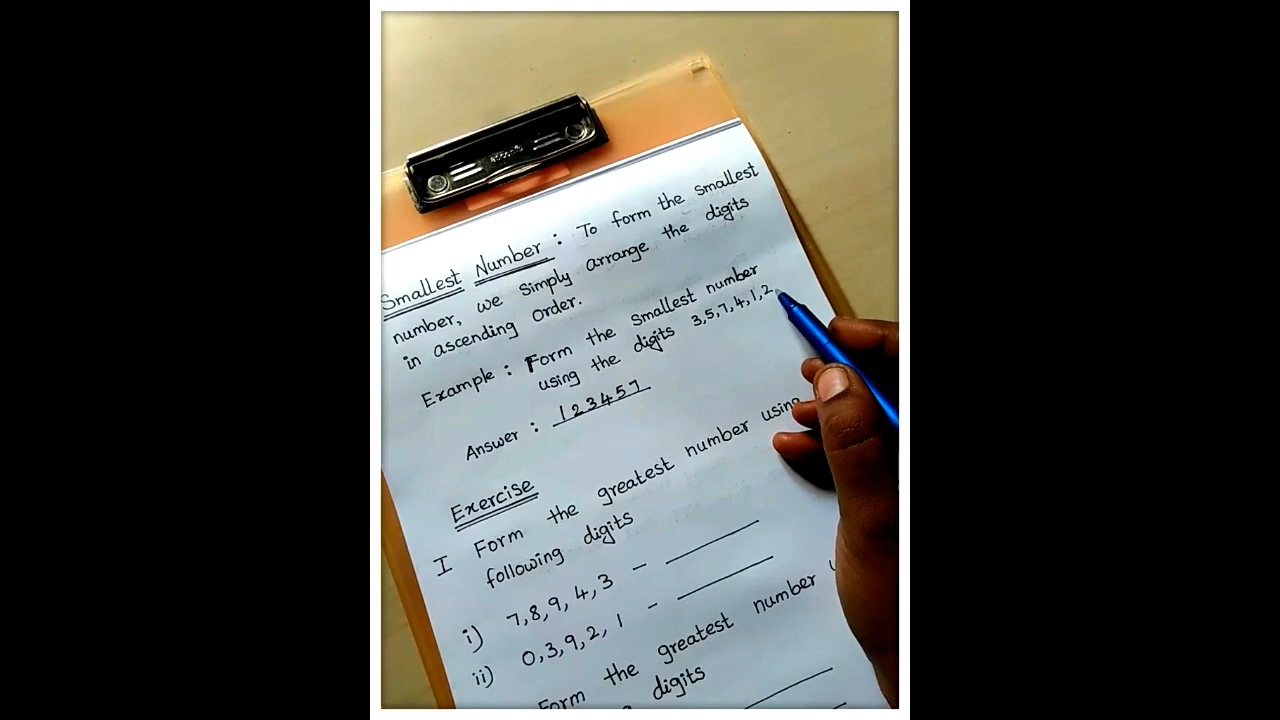 Smallest Number : To form the smallest
number, we simply arrange the digits
in ascending order.
Example : Form the smallest number
using the digits 3,5,7,4,1,2
Answer : 123457
Exercise
I Form the greatest number using
following digits
i) 7,8,9,4,3 -
ii) 0,3,9,2,1 -
Form the greatest number
digits